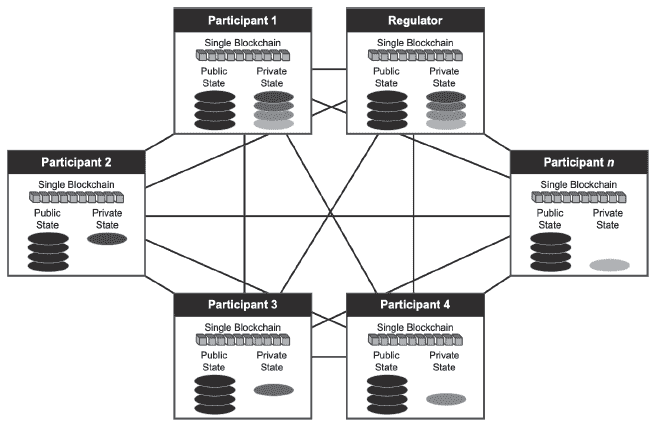 Participant 1
Single Blockchain
Public Private
State State
Regulator
Single Blockchain
Public Private
State State
Participant 2
Single Blockchain
Public Private
State State
Participant n
Single Blockchain
Public Private
State State
Participant 3
Single Blockchain
Public Private
State State
Participant 4
Single Blockchain
Public Private
State State